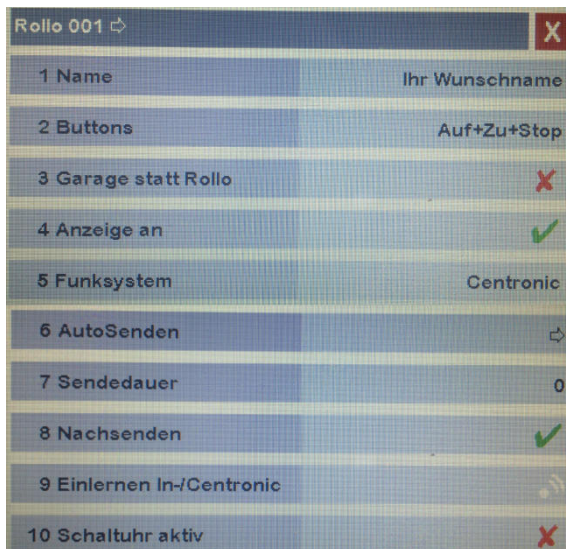 Rollo 001 ⇨ X
1 Name Ihr Wunschname
2 Buttons Auf+Zu+Stop
3 Garage statt Rollo ✘
4 Anzeige an ✔
5 Funksystem Centronic
6 AutoSenden ⇨
7 Sendedauer 0
8 Nachsenden ✔
9 Einlernen In-/Centronic
10 Schaltuhr aktiv ✘